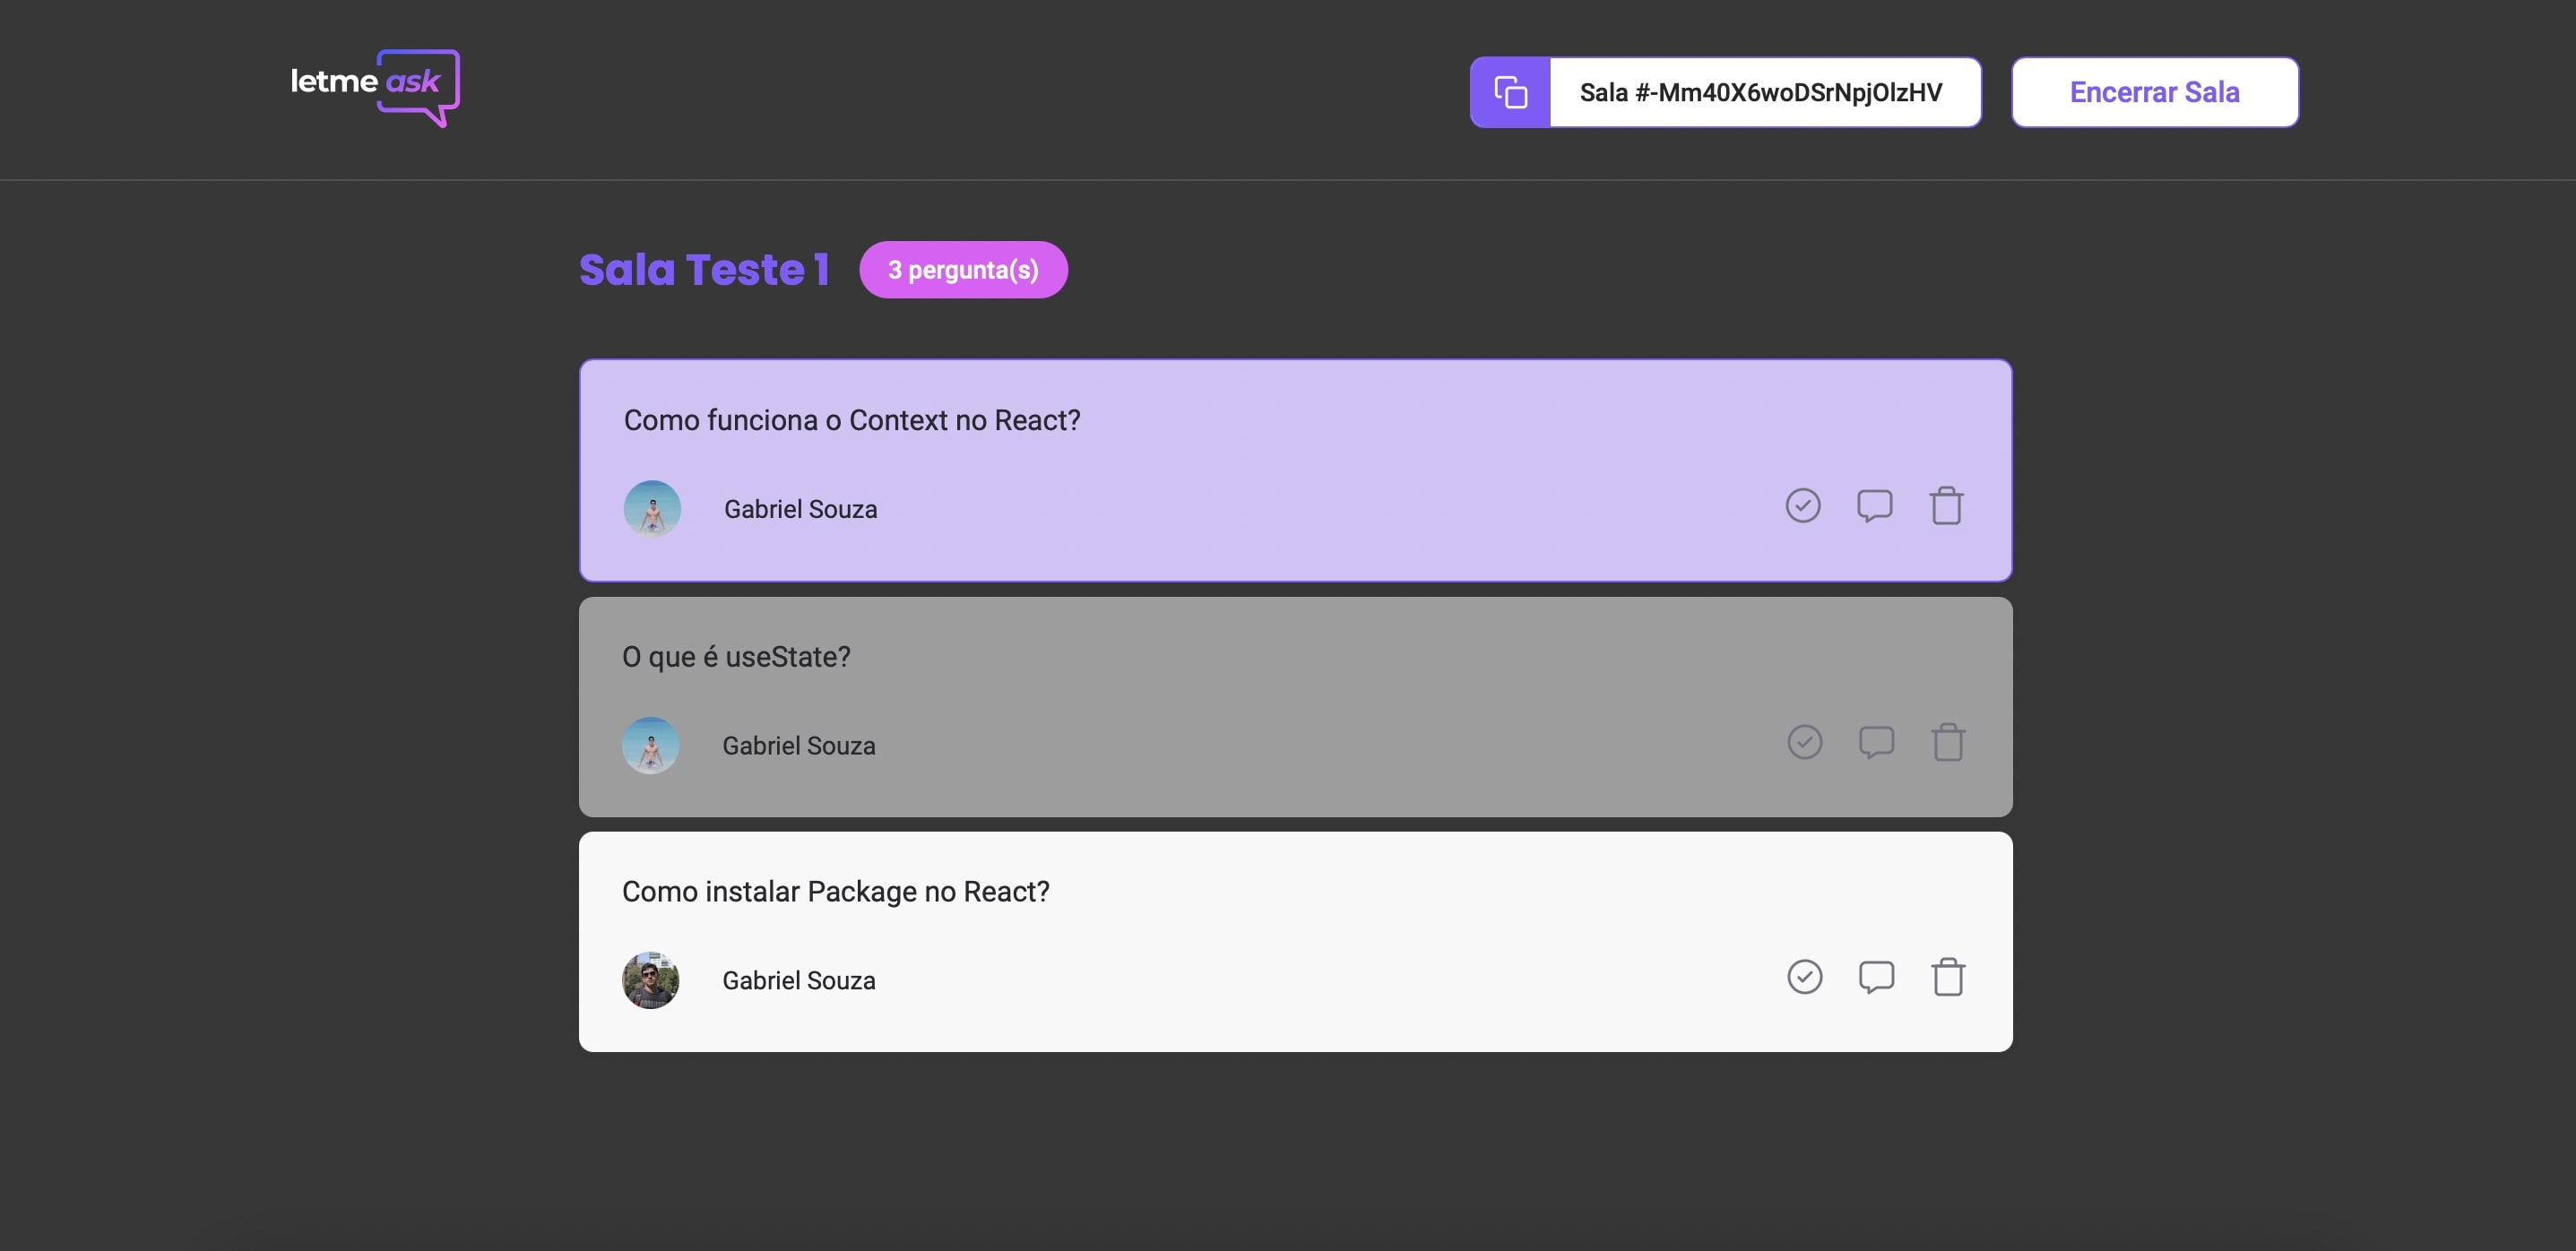 letme ask
Sala #-Mm40X6woDSrNpjOlzHV
Encerrar Sala
Sala Teste 1
3 pergunta(s)
Como funciona o Context no React?
Gabriel Souza
O que é useState?
Gabriel Souza
Como instalar Package no React?
Gabriel Souza